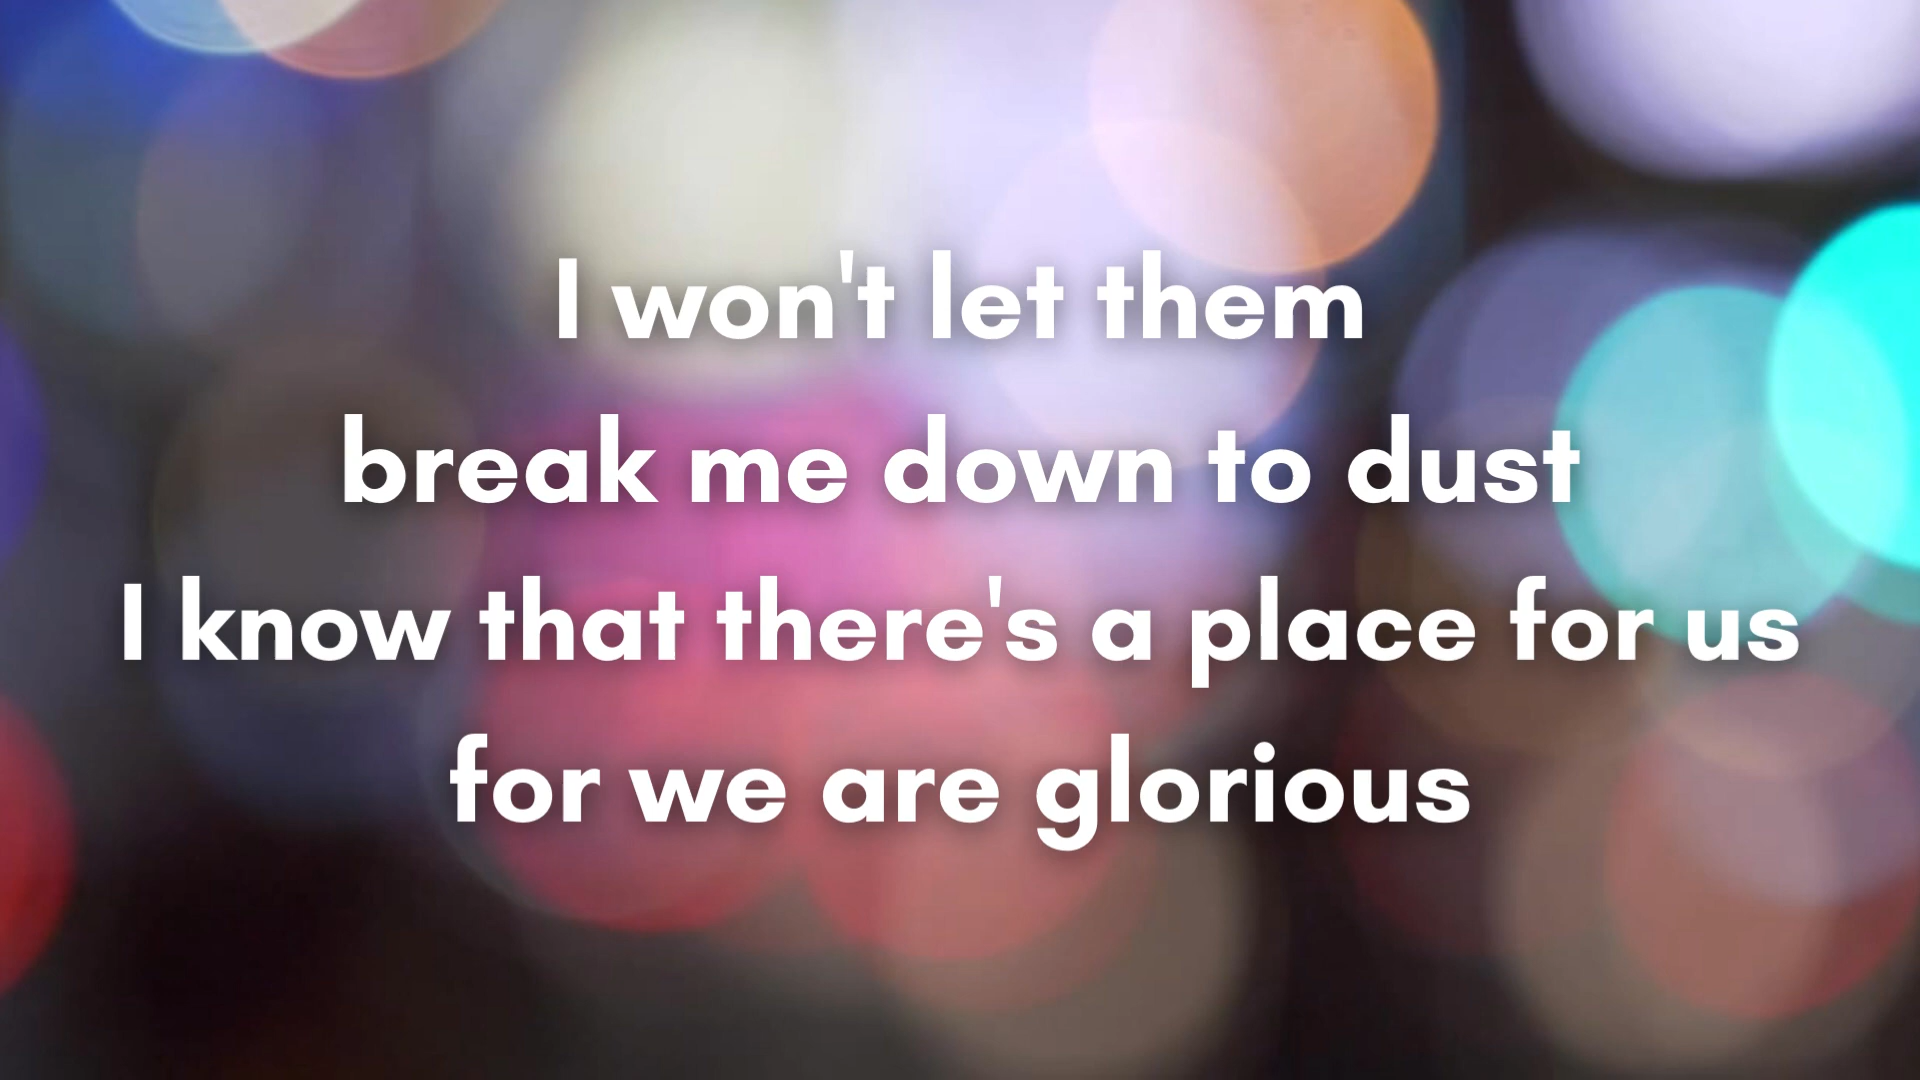 I won't let them
break me down to dust
I know that there's a place for us
for we are glorious